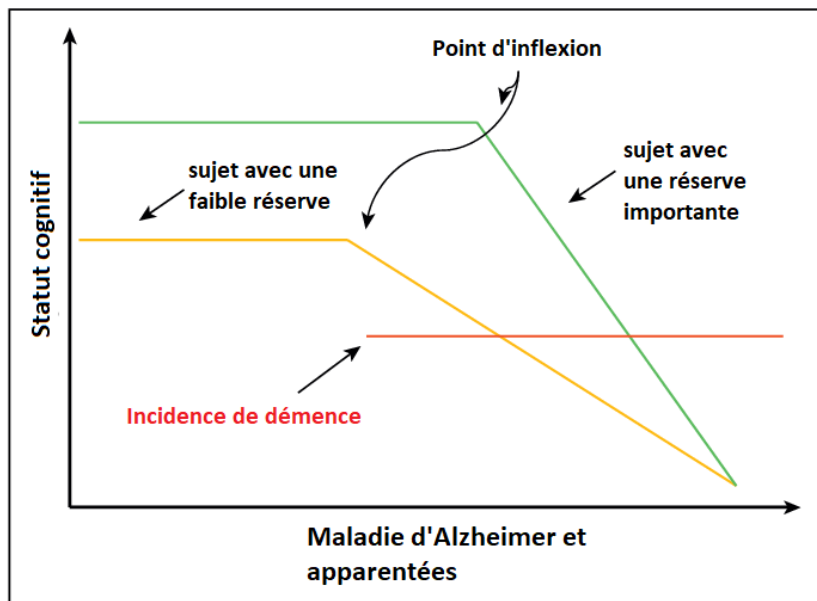 Point d'inflexion
sujet avec une
faible réserve
sujet avec
une réserve
importante
Statut cognitif
Incidence de démence
Maladie d'Alzheimer et
apparentées